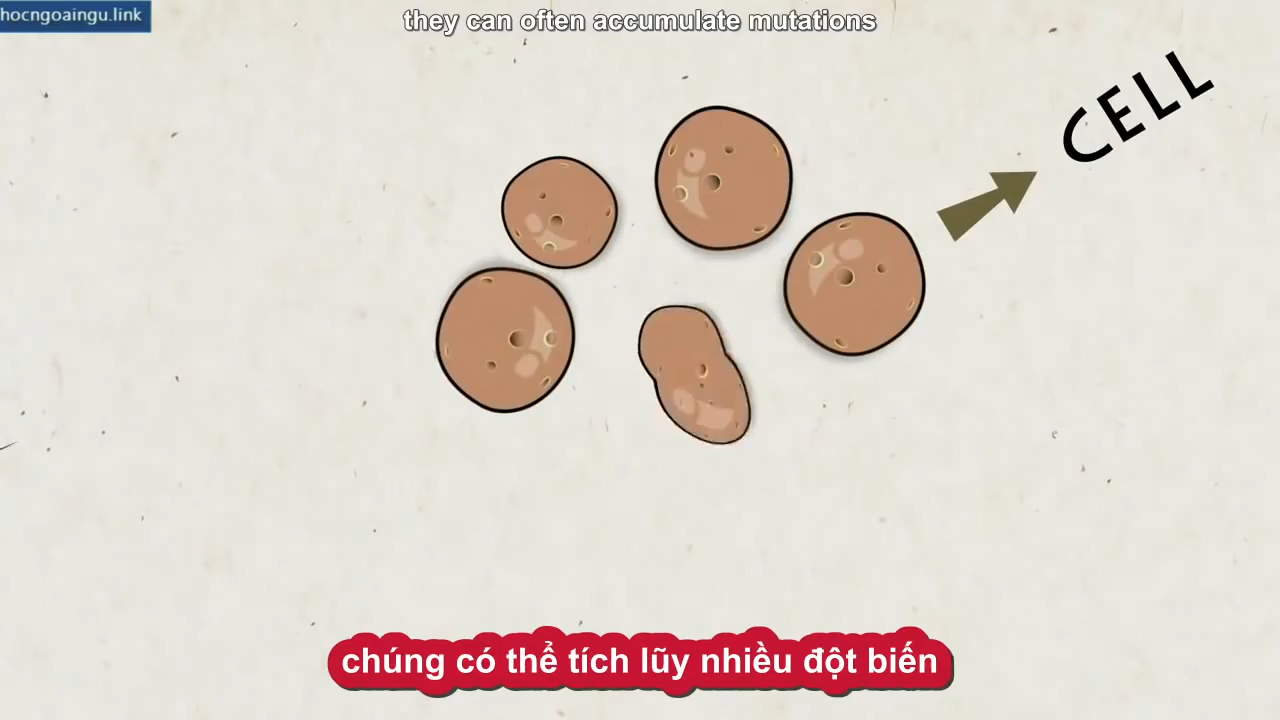 hocngoaingu.link
they can often accumulate mutations
CELL
chúng có thể tích lũy nhiều đột biến